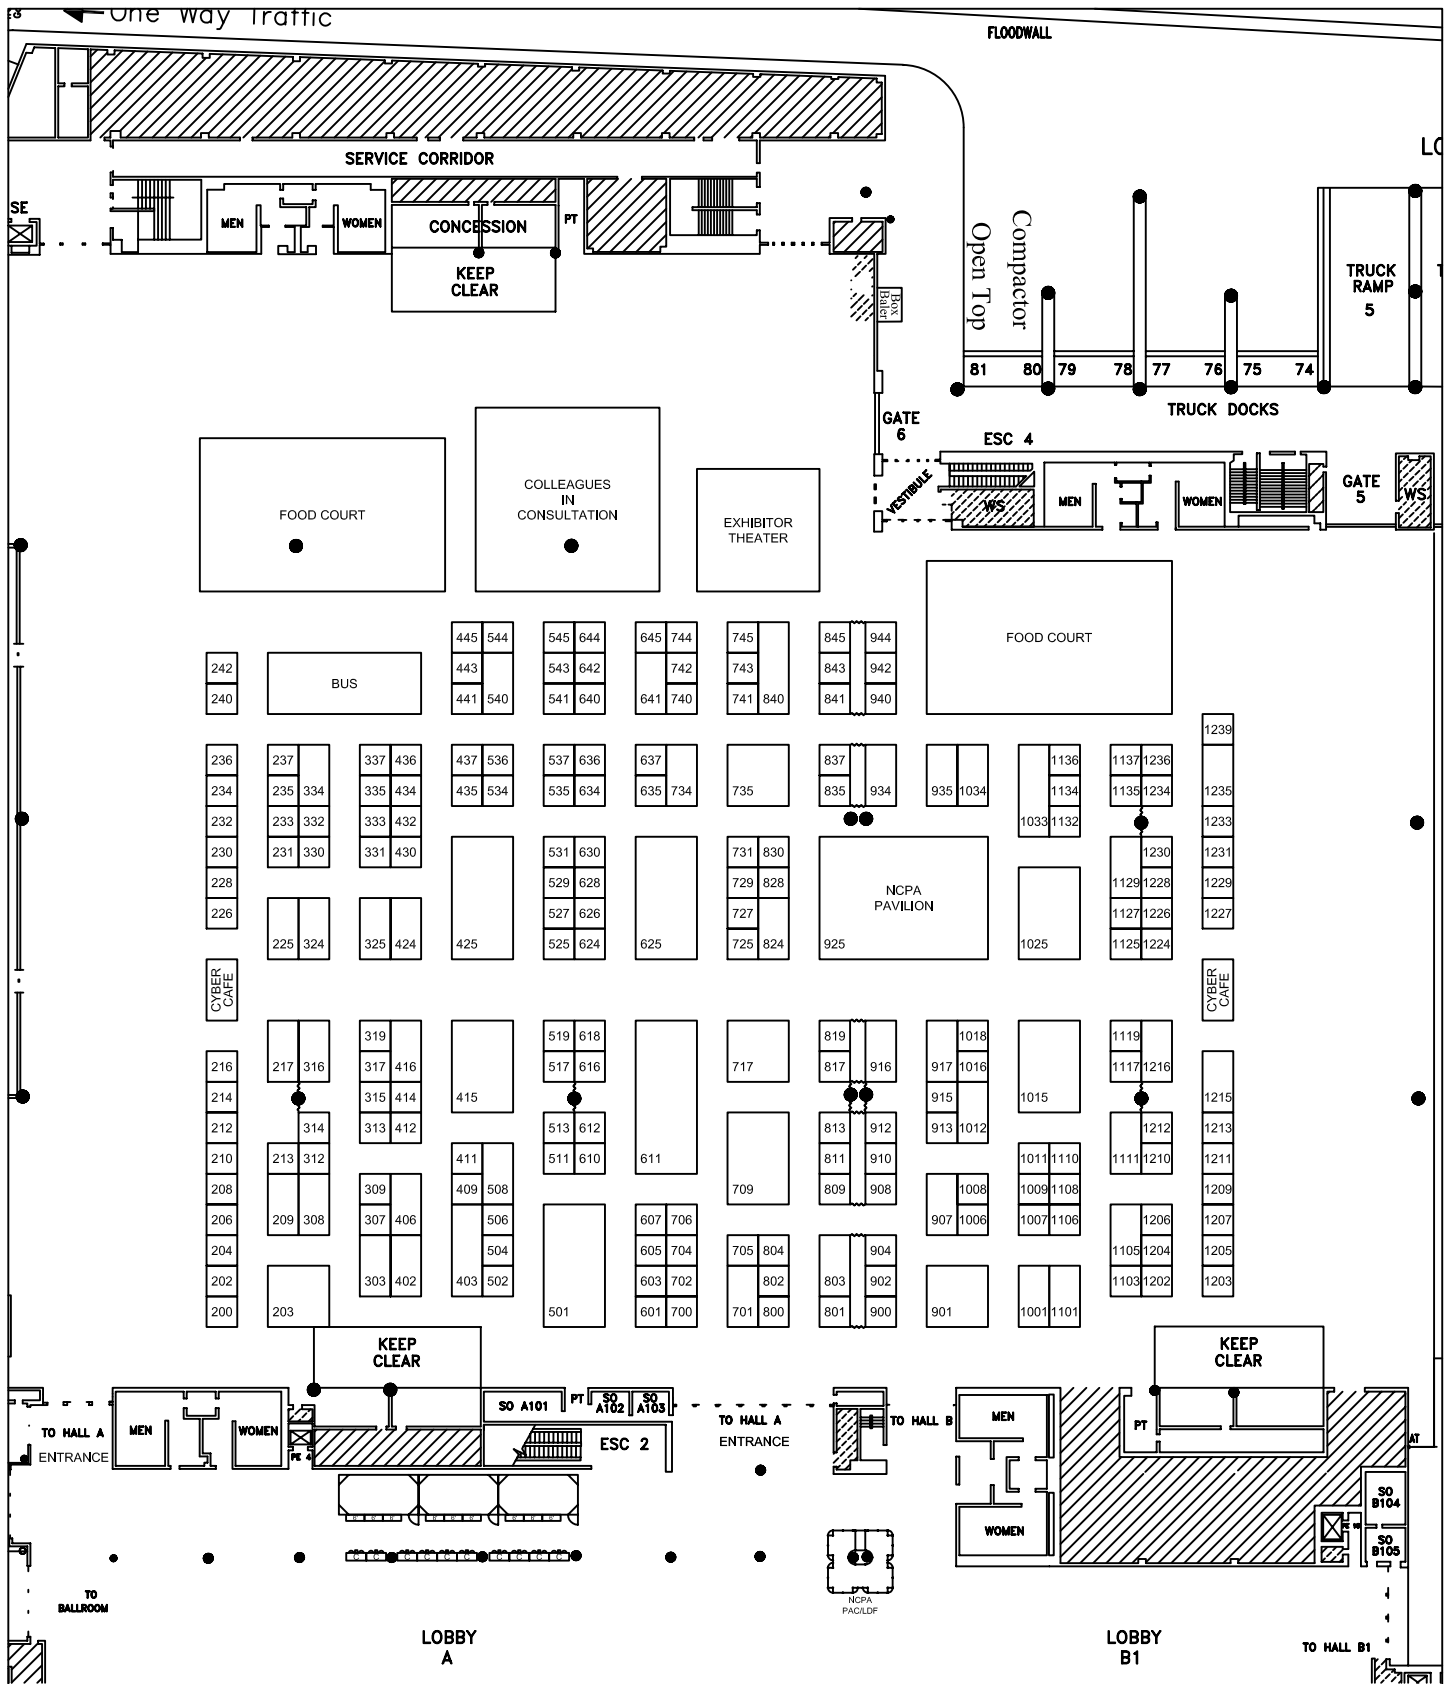 One Way Traffic
FLOODWALL
SERVICE CORRIDOR
SE
MEN
WOMEN
CONCESSION
PT
KEEP
CLEAR
Box
Baler
Open Top
Compactor
TRUCK
RAMP
5
81
80
79
78
77
76
75
74
TRUCK DOCKS
GATE
6
ESC 4
VESTIBULE
WS
MEN
WOMEN
GATE
5
WS
FOOD COURT
COLLEAGUES
IN
CONSULTATION
EXHIBITOR
THEATER
FOOD COURT
BUS
445 544 545 644 645 744 745 845 944
242 443 543 642 742 743 843 942
240 441 540 541 640 641 740 741 840 841 940
1239
236 237 337 436 437 536 537 636 637 837 1136 1137 1236
234 235 334 335 434 435 534 535 634 635 734 735 835 934 935 1034 1134 1135 1234 1235
232 233 332 333 432 1033 1132 1233
230 231 330 331 430 531 630 731 830 1230 1231
228 529 628 729 828 1129 1228 1229
NCPA
PAVILION
226 527 626 727 1127 1226 1227
225 324 325 424 425 525 624 625 725 824 925 1025 1125 1224
CYBER
CAFE
CYBER
CAFE
319 519 618 819 1018 1119
216 217 316 317 416 517 616 717 817 916 917 1016 1117 1216
214 315 414 415 915 1015 1215
212 314 313 412 513 612 813 912 913 1012 1212 1213
210 213 312 411 511 610 611 811 910 1011 1110 1111 1210 1211
208 309 409 508 709 809 908 1008 1009 1108 1209
206 209 308 307 406 506 607 706 907 1006 1007 1106 1206 1207
204 504 605 704 705 804 904 1105 1204 1205
202 303 402 403 502 603 702 802 803 902 1103 1202 1203
200 203 501 601 700 701 800 801 900 901 1001 1101
KEEP
CLEAR
KEEP
CLEAR
TO HALL A
ENTRANCE
MEN
WOMEN
PE 4
SO A101
PT
SO
A102
SO
A103
ESC 2
TO HALL A
ENTRANCE
TO HALL B
MEN
WOMEN
PT
AT
SO
B104
SO
B105
TO
BALLROOM
NCPA
PAC/LDF
LOBBY
A
LOBBY
B1
TO HALL B1